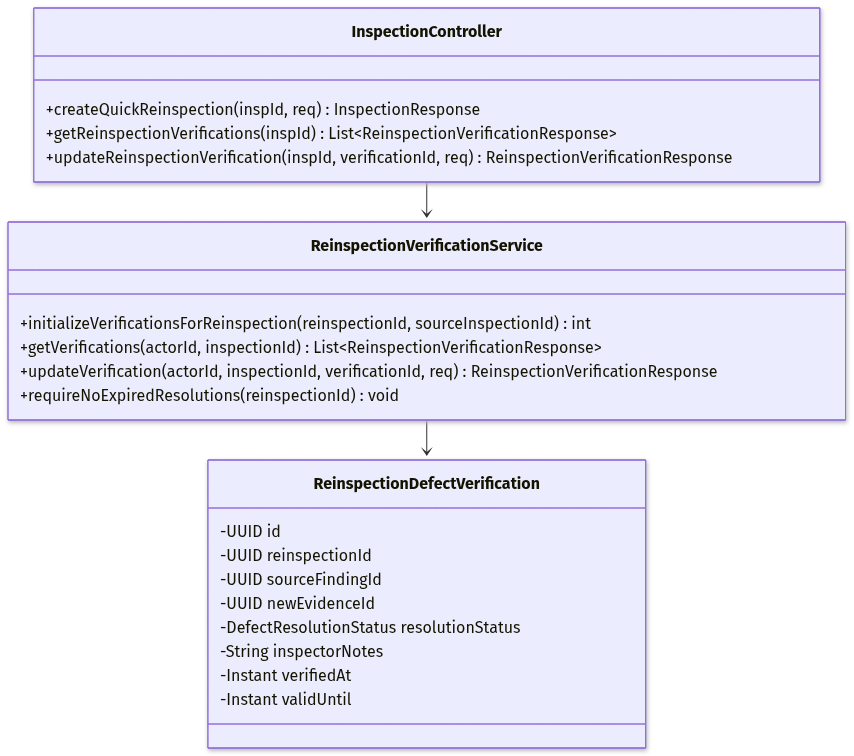 InspectionController
+createQuickReinspection(inspId, req) : InspectionResponse
+getReinspectionVerifications(inspId) : List<ReinspectionVerificationResponse>
+updateReinspectionVerification(inspId, verificationId, req) : ReinspectionVerificationResponse
ReinspectionVerificationService
+initializeVerificationsForReinspection(reinspectionId, sourceInspectionId) : int
+getVerifications(actorId, inspectionId) : List<ReinspectionVerificationResponse>
+updateVerification(actorId, inspectionId, verificationId, req) : ReinspectionVerificationResponse
+requireNoExpiredResolutions(reinspectionId) : void
ReinspectionDefectVerification
-UUID id
-UUID reinspectionId
-UUID sourceFindingId
-UUID newEvidenceId
-DefectResolutionStatus resolutionStatus
-String inspectorNotes
-Instant verifiedAt
-Instant validUntil